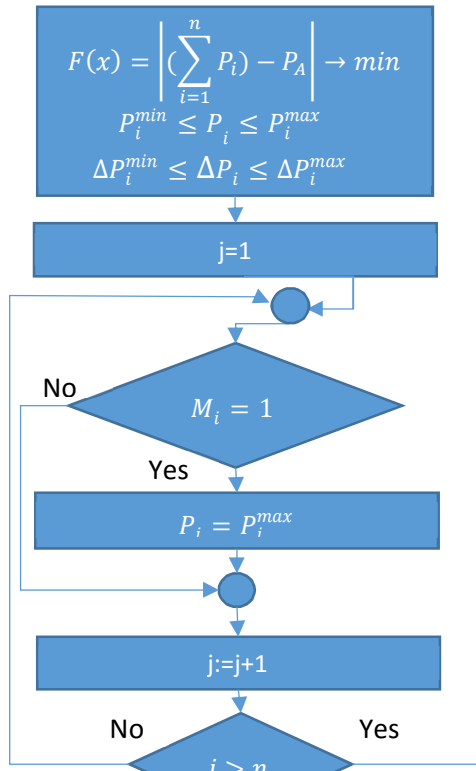 F(x) = |(∑_{i=1}^{n} P_i) − P_A| → min
P_i^{min} ≤ P_i ≤ P_i^{max}
ΔP_i^{min} ≤ ΔP_i ≤ ΔP_i^{max}
j=1
No
M_i = 1
Yes
P_i = P_i^{max}
j:=j+1
No Yes